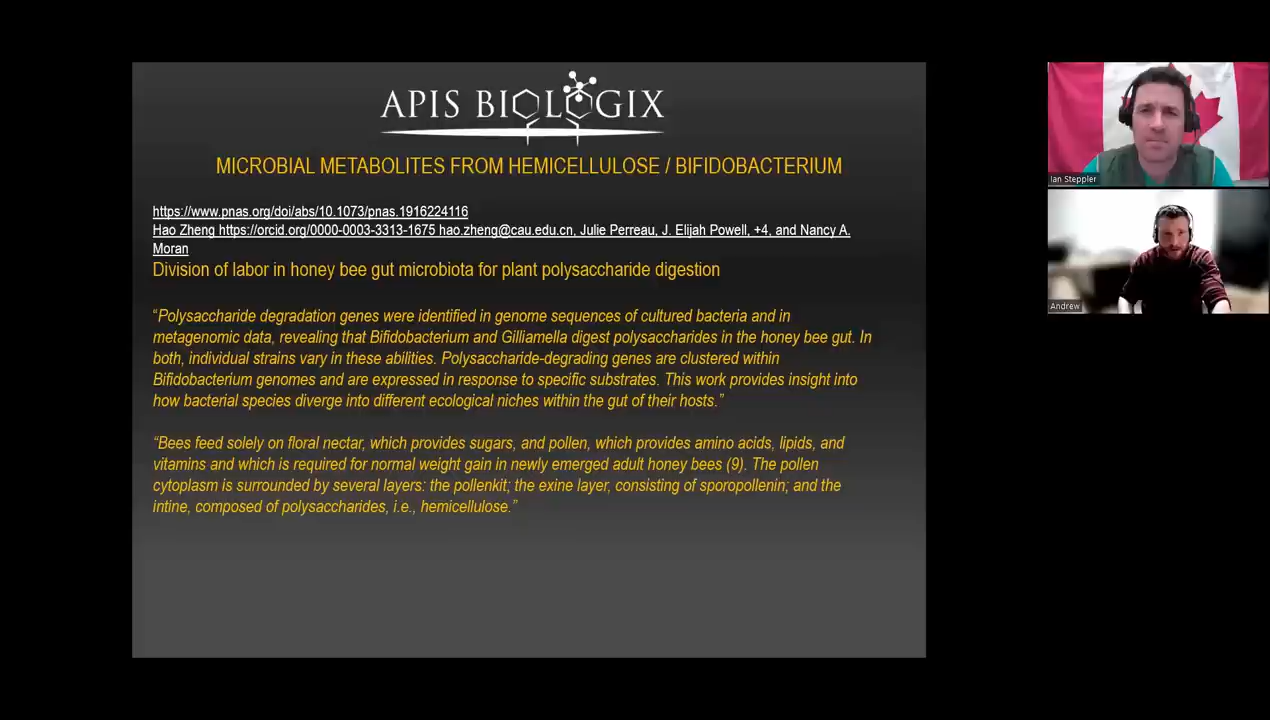 APIS BIOLOGIX
MICROBIAL METABOLITES FROM HEMICELLULOSE / BIFIDOBACTERIUM
https://www.pnas.org/doi/abs/10.1073/pnas.1916224116
Hao Zheng https://orcid.org/0000-0003-3313-1675 hao.zheng@cau.edu.cn, Julie Perreau, J. Elijah Powell, +4, and Nancy A.
Moran
Division of labor in honey bee gut microbiota for plant polysaccharide digestion
“Polysaccharide degradation genes were identified in genome sequences of cultured bacteria and in
metagenomic data, revealing that Bifidobacterium and Gilliamella digest polysaccharides in the honey bee gut. In
both, individual strains vary in these abilities. Polysaccharide-degrading genes are clustered within
Bifidobacterium genomes and are expressed in response to specific substrates. This work provides insight into
how bacterial species diverge into different ecological niches within the gut of their hosts.”
“Bees feed solely on floral nectar, which provides sugars, and pollen, which provides amino acids, lipids, and
vitamins and which is required for normal weight gain in newly emerged adult honey bees (9). The pollen
cytoplasm is surrounded by several layers: the pollenkit; the exine layer, consisting of sporopollenin; and the
intine, composed of polysaccharides, i.e., hemicellulose.”
Ian Steppler
Andrew